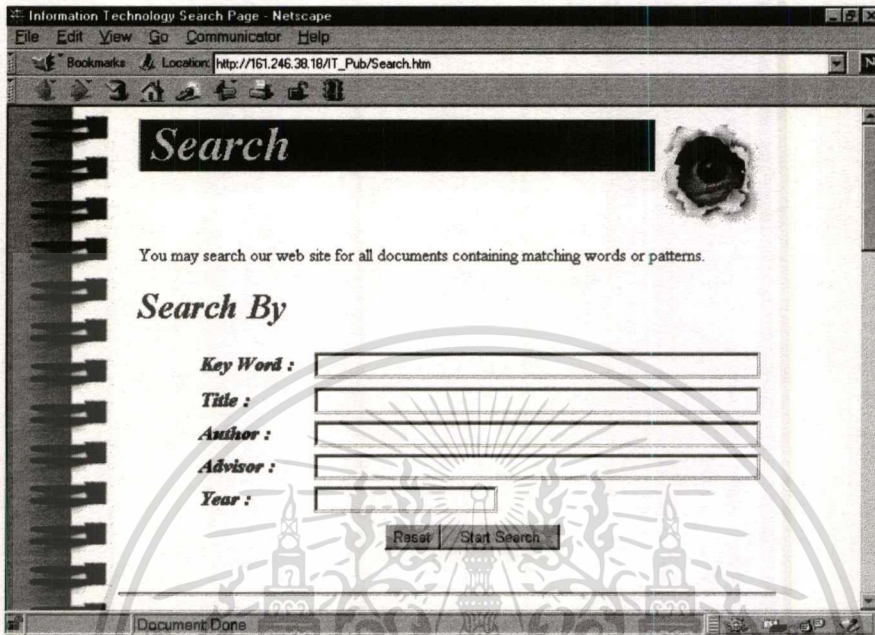 Information Technology Search Page - Netscape
File Edit View Go Communicator Help
Bookmarks Location: http://161.246.38.18/IT_Pub/Search.htm
N
Search
You may search our web site for all documents containing matching words or patterns.
Search By
Key Word :
Title :
Author :
Advisor :
Year :
Reset Start Search
Document Done